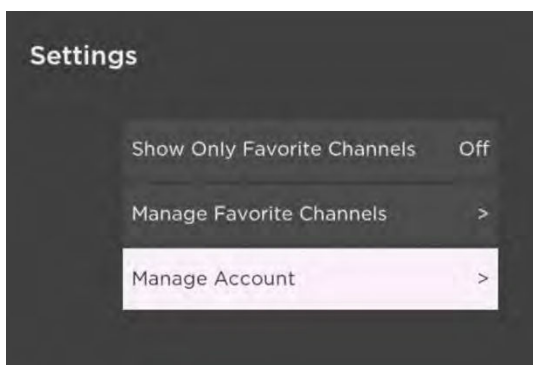 Settings
Show Only Favorite Channels Off
Manage Favorite Channels >
Manage Account >